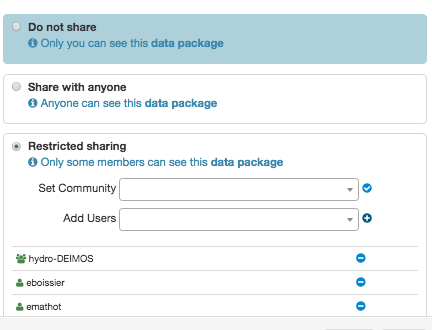 Do not share
Only you can see this data package
Share with anyone
Anyone can see this data package
Restricted sharing
Only some members can see this data package
Set Community
Add Users
hydro-DEIMOS
eboissier
emathot